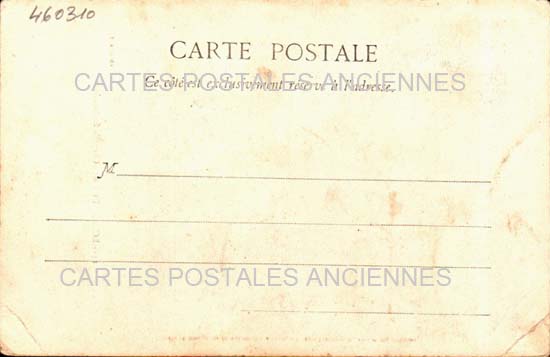 460310
CARTE POSTALE
CARTES POSTALES ANCIENNES
Ce côté est exclusivement réservé à l'adresse.
M
CARTES POSTALES ANCIENNES